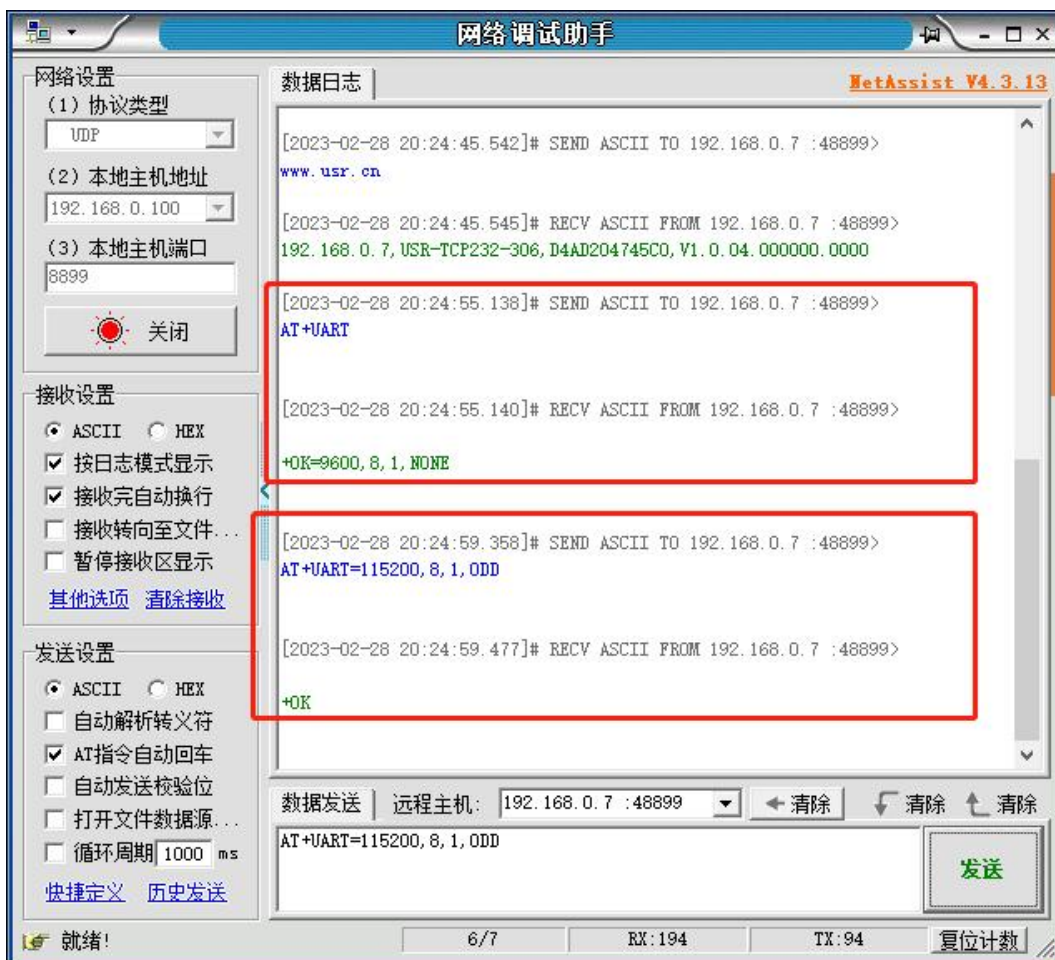 网络调试助手
网络设置
(1) 协议类型
UDP
(2) 本地主机地址
192.168.0.100
(3) 本地主机端口
8899
关闭
接收设置
ASCII HEX
按日志模式显示
接收完自动换行
接收转向至文件...
暂停接收区显示
其他选项 清除接收
发送设置
ASCII HEX
自动解析转义符
AT指令自动回车
自动发送校验位
打开文件数据源...
循环周期 1000 ms
快捷定义 历史发送
数据日志
NetAssist V4.3.13
[2023-02-28 20:24:45.542]# SEND ASCII TO 192.168.0.7 :48899>
www.usr.cn
[2023-02-28 20:24:45.545]# RECV ASCII FROM 192.168.0.7 :48899>
192.168.0.7,USR-TCP232-306,D4AD204745C0,V1.0.04.000000.0000
[2023-02-28 20:24:55.138]# SEND ASCII TO 192.168.0.7 :48899>
AT+UART
[2023-02-28 20:24:55.140]# RECV ASCII FROM 192.168.0.7 :48899>
+OK=9600,8,1,NONE
[2023-02-28 20:24:59.358]# SEND ASCII TO 192.168.0.7 :48899>
AT+UART=115200,8,1,ODD
[2023-02-28 20:24:59.477]# RECV ASCII FROM 192.168.0.7 :48899>
+OK
数据发送 远程主机: 192.168.0.7 :48899 清除 清除 清除
AT+UART=115200,8,1,ODD
发送
就绪! 6/7 RX:194 TX:94 复位计数